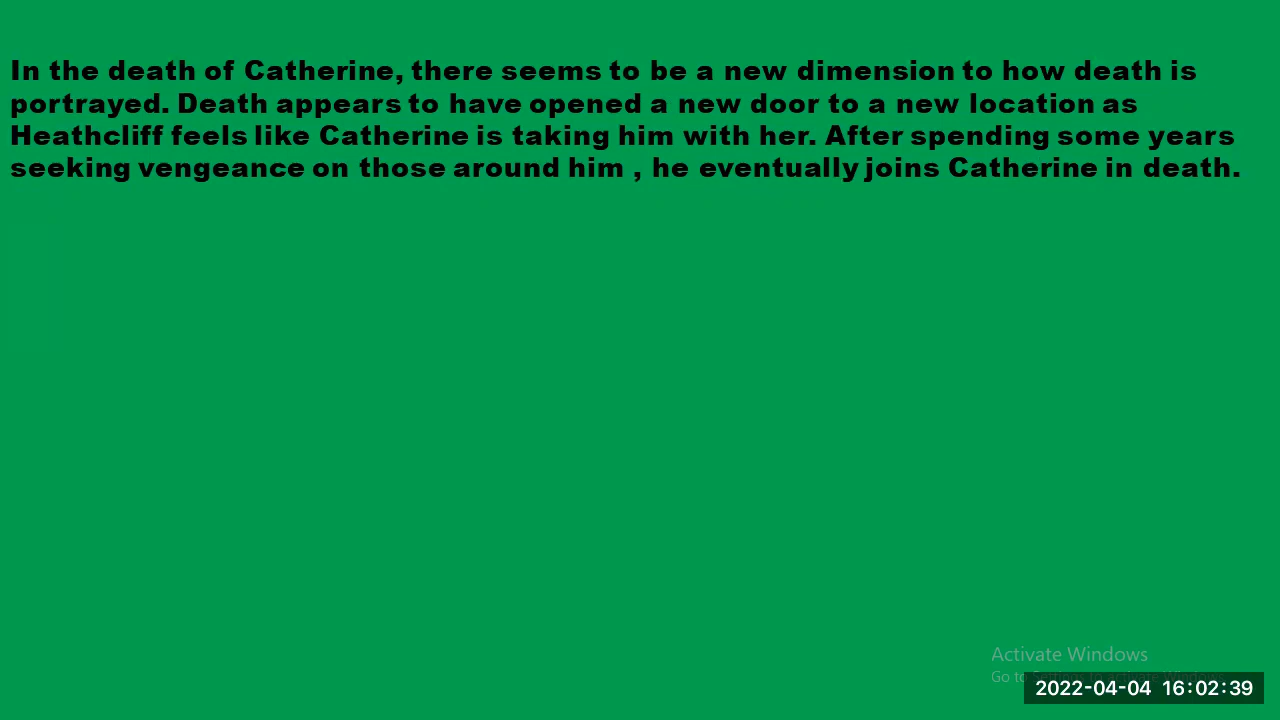 In the death of Catherine, there seems to be a new dimension to how death is
portrayed. Death appears to have opened a new door to a new location as
Heathcliff feels like Catherine is taking him with her. After spending some years
seeking vengeance on those around him , he eventually joins Catherine in death.
Activate Windows
Go to
2022-04-04 16:02:39